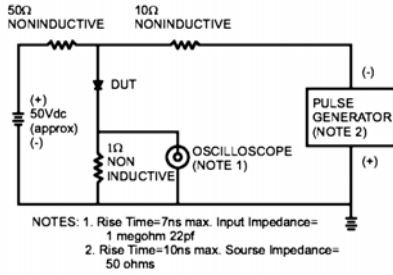 50Ω
NONINDUCTIVE
10Ω
NONINDUCTIVE
(+)
50Vdc
(approx)
(-)
DUT
1Ω
NON
INDUCTIVE
OSCILLOSCOPE
(NOTE 1)
(-)
PULSE
GENERATOR
(NOTE 2)
(+)
NOTES: 1. Rise Time=7ns max. Input Impedance=
1 megohm 22pf
2. Rise Time=10ns max. Sourse Impedance=
50 ohms